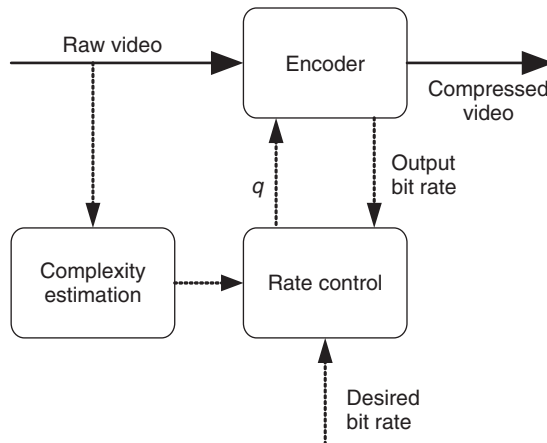 Raw video
Encoder
Compressed
video
q
Output
bit rate
Complexity
estimation
Rate control
Desired
bit rate